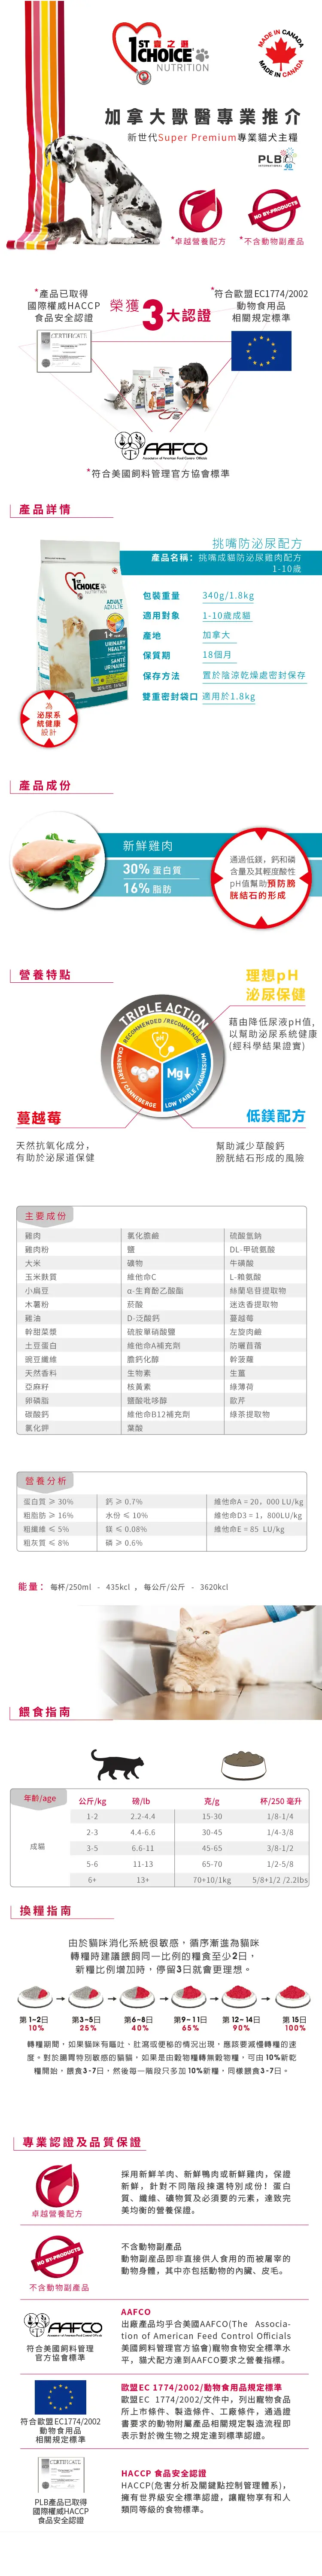 1ST 喜之選
CHOICE
NUTRITION
MADE IN CANADA
MADE IN CANADA
加拿大獸醫專業推介
新世代Super Premium專業貓犬主糧
PLB
INTERNATIONAL
*卓越營養配方
NO BY-PRODUCTS
*不含動物副產品
*產品已取得
國際權威HACCP
食品安全認證
榮獲3大認證
*符合歐盟EC1774/2002
動物食用品
相關規定標準
CERTIFICATE
AAFCO
Association of American Feed Control Officials
*符合美國飼料管理官方協會標準
產品詳情
挑嘴防泌尿配方
產品名稱：挑嘴成貓防泌尿雞肉配方
1-10歲
1ST
CHOICE
NUTRITION
ADULT
ADULTE
1+
URINARY
HEALTH
SANTÉ
URINAIRE
為
泌尿系
統健康
設計
包裝重量 340g/1.8kg
適用對象 1-10歲成貓
產地 加拿大
保質期 18個月
保存方法 置於陰涼乾燥處密封保存
雙重密封袋口 適用於1.8kg
產品成份
新鮮雞肉
30% 蛋白質
16% 脂肪
通過低鎂，鈣和磷
含量及其輕度酸性
pH值幫助預防膀
胱結石的形成
營養特點
理想pH
泌尿保健
藉由降低尿液pH值,
以幫助泌尿系統健康
(經科學結果證實)
TRIPLE ACTION
RECOMMENDED / RECOMMENDÉ
pH
CRANBERRY / CANNEBERGE
Mg
LOW / FAIBLE / MAGNESIUM
蔓越莓
天然抗氧化成分，
有助於泌尿道保健
低鎂配方
幫助減少草酸鈣
膀胱結石形成的風險
主要成份
雞肉 氯化膽鹼 硫酸氫鈉
雞肉粉 鹽 DL-甲硫氨酸
大米 礦物 牛磺酸
玉米麩質 維他命C L-賴氨酸
小扁豆 α-生育酚乙酸酯 絲蘭皂苷提取物
木薯粉 菸酸 迷迭香提取物
雞油 D-泛酸鈣 蔓越莓
幹甜菜漿 硫胺單硝酸鹽 左旋肉鹼
土豆蛋白 維他命A補充劑 防曬苜蓿
豌豆纖維 膽鈣化醇 幹菠蘿
天然香料 生物素 生薑
亞麻籽 核黃素 綠薄荷
卵磷脂 鹽酸吡哆醇 歐芹
碳酸鈣 維他命B12補充劑 綠茶提取物
氯化鉀 葉酸
營養分析
蛋白質 ≥ 30% 鈣 ≥ 0.7% 維他命A = 20，000 LU/kg
粗脂肪 ≥ 16% 水份 ≤ 10% 維他命D3 = 1，800LU/kg
粗纖維 ≤ 5% 鎂 ≤ 0.08% 維他命E = 85 LU/kg
粗灰質 ≤ 8% 磷 ≥ 0.6%
能量： 每杯/250ml - 435kcl ，每公斤/公斤 - 3620kcl
餵食指南
年齡/age 公斤/kg 磅/lb 克/g 杯/250 毫升
成貓
1-2 2.2-4.4 15-30 1/8-1/4
2-3 4.4-6.6 30-45 1/4-3/8
3-5 6.6-11 45-65 3/8-1/2
5-6 11-13 65-70 1/2-5/8
6+ 13+ 70+10/1kg 5/8+1/2 /2.2lbs
換糧指南
由於貓咪消化系統很敏感，循序漸進為貓咪
轉糧時建議餵飼同一比例的糧食至少2日，
新糧比例增加時，停留3日就會更理想。
第1~2日 第3~5日 第6~8日 第9~11日 第12~14日 第15日
10% 25% 40% 65% 90% 100%
轉糧期間，如果貓咪有嘔吐、肚瀉或便秘的情況出現，應該要減慢轉糧的速
度。對於腸胃特別敏感的貓貓，如果是由穀物糧轉無穀物糧，可由10%新乾
糧開始，餵食3-7日，然後每一階段只多加10%新糧，同樣餵食3-7日。
專業認證及品質保證
卓越營養配方
採用新鮮羊肉、新鮮鴨肉或新鮮雞肉，保證
新鮮，針對不同階段揀選特別成份！蛋白
質、纖維、礦物質及必須要的元素，達致完
美均衡的營養保證。
NO BY-PRODUCTS
不含動物副產品
不含動物副產品
動物副産品即非直接供人食用的而被屠宰的
動物身體，其中亦包括動物的內臟、皮毛。
AAFCO
符合美國飼料管理
官方協會標準
AAFCO
出廠產品均乎合美國AAFCO(The Associa-
tion of American Feed Control Officials
美國飼料管理官方協會)寵物食物安全標準水
平，貓犬配方達到AAFCO要求之營養指標。
符合歐盟EC1774/2002
動物食用品
相關規定標準
歐盟EC 1774/2002/動物食用品規定標準
歐盟EC 1774/2002/文件中，列出寵物食品
所上市條件、製造條件、工廠條件，通過證
書要求的動物附屬產品相關規定製造流程即
表示對於微生物之規定達到標準認證。
CERTIFICATE
PLB產品已取得
國際權威HACCP
食品安全認證
HACCP 食品安全認證
HACCP(危害分析及關鍵點控制管理體系)，
擁有世界級安全標準認證，讓寵物享有和人
類同等級的食物標準。